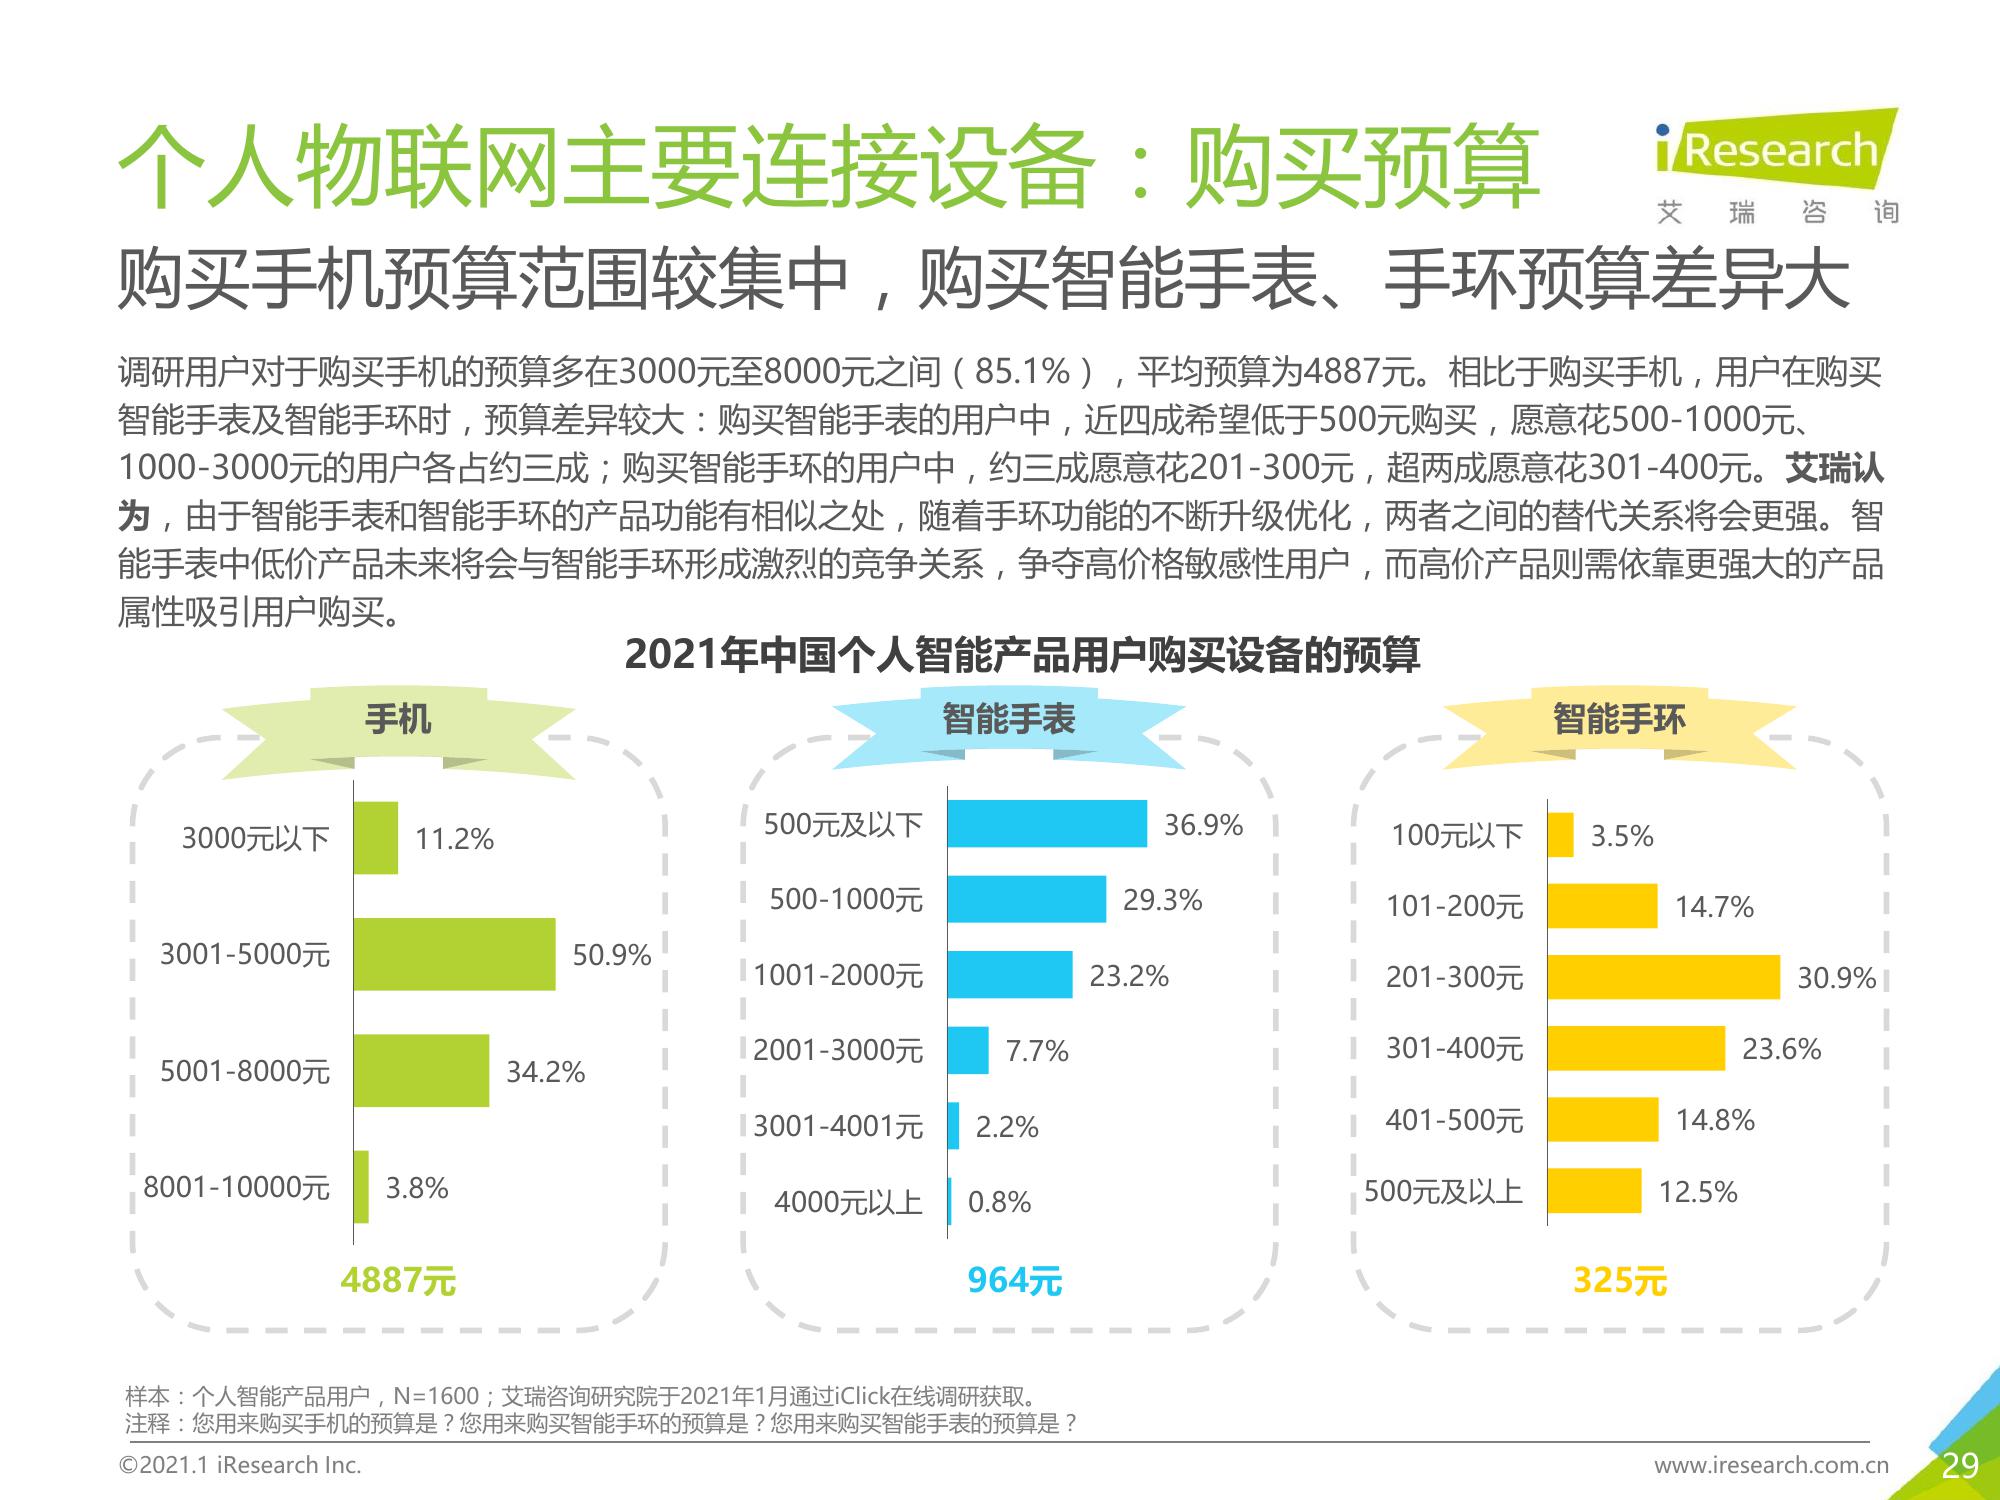 个人物联网主要连接设备：购买预算
iResearch
艾瑞咨询
购买手机预算范围较集中，购买智能手表、手环预算差异大
调研用户对于购买手机的预算多在3000元至8000元之间（85.1%），平均预算为4887元。相比于购买手机，用户在购买
智能手表及智能手环时，预算差异较大：购买智能手表的用户中，近四成希望低于500元购买，愿意花500-1000元、
1000-3000元的用户各占约三成；购买智能手环的用户中，约三成愿意花201-300元，超两成愿意花301-400元。艾瑞认
为，由于智能手表和智能手环的产品功能有相似之处，随着手环功能的不断升级优化，两者之间的替代关系将会更强。智
能手表中低价产品未来将会与智能手环形成激烈的竞争关系，争夺高价格敏感性用户，而高价产品则需依靠更强大的产品
属性吸引用户购买。
2021年中国个人智能产品用户购买设备的预算
手机
3000元以下 11.2%
3001-5000元 50.9%
5001-8000元 34.2%
8001-10000元 3.8%
4887元
智能手表
500元及以下 36.9%
500-1000元 29.3%
1001-2000元 23.2%
2001-3000元 7.7%
3001-4001元 2.2%
4000元以上 0.8%
964元
智能手环
100元以下 3.5%
101-200元 14.7%
201-300元 30.9%
301-400元 23.6%
401-500元 14.8%
500元及以上 12.5%
325元
样本：个人智能产品用户，N=1600；艾瑞咨询研究院于2021年1月通过iClick在线调研获取。
注释：您用来购买手机的预算是？您用来购买智能手环的预算是？您用来购买智能手表的预算是？
©2021.1 iResearch Inc.
www.iresearch.com.cn
29